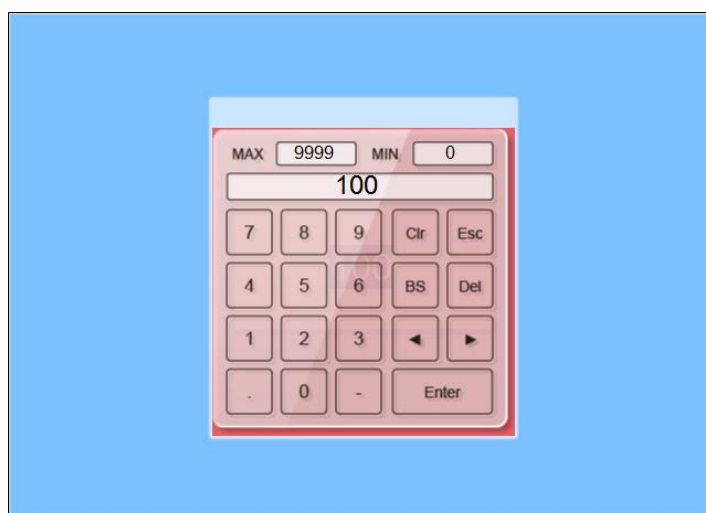 MAX 9999 MIN 0
100
7 8 9 Clr Esc
4 5 6 BS Del
1 2 3 ◄ ►
. 0 - Enter